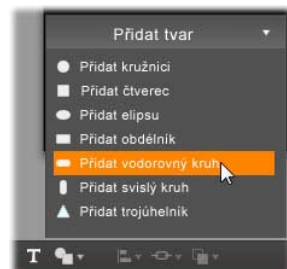 Přidat tvar
Přidat kružnici
Přidat čtverec
Přidat elipsu
Přidat obdélník
Přidat vodorovný kruh
Přidat svislý kruh
Přidat trojúhelník
T